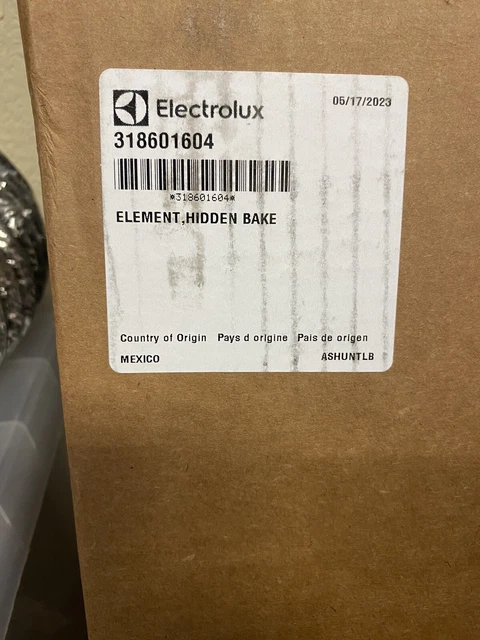 Electrolux
05/17/2023
318601604
*318601604*
ELEMENT,HIDDEN BAKE
Country of Origin Pays d origine Pais de origen
MEXICO ASHUNTLB